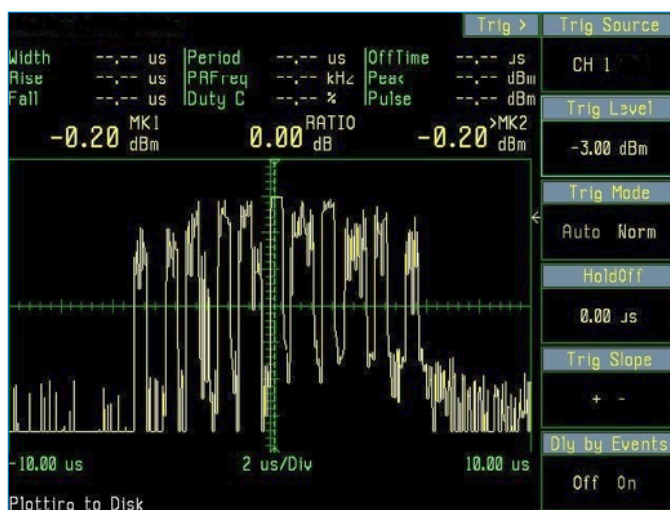 Trig >
Trig Source
CH 1
Width --.-- us
Period --.-- us
OffTime --.-- µs
Rise --.-- us
PRFreq --.-- kHz
Peak --.-- dBm
Fall --.-- us
Duty C --.-- %
Pulse --.-- dBm
Trig Level
-3.00 dBm
MK1
-0.20 dBm
RATIO
0.00 dB
>MK2
-0.20 dBm
Trig Mode
Auto Norm
HoldOff
0.00 µs
Trig Slope
+ -
Dly by Events
Off On
-10.00 us
2 us/Div
10.00 us
Plotting to Disk